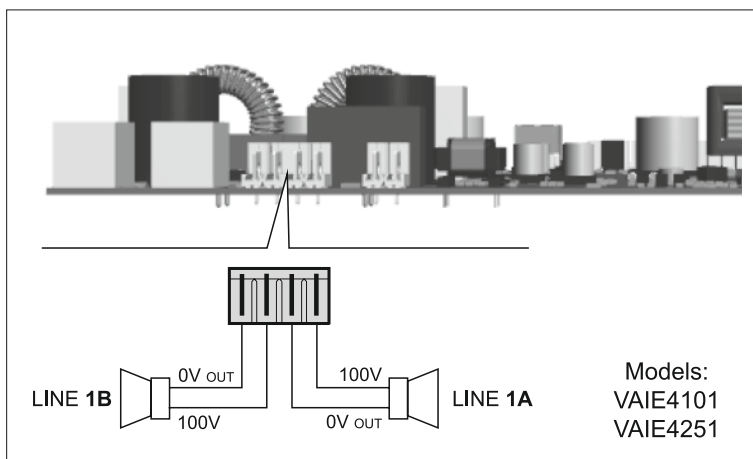 0V OUT
100V
LINE 1B
100V
0V OUT
LINE 1A
Models:
VAIE4101
VAIE4251